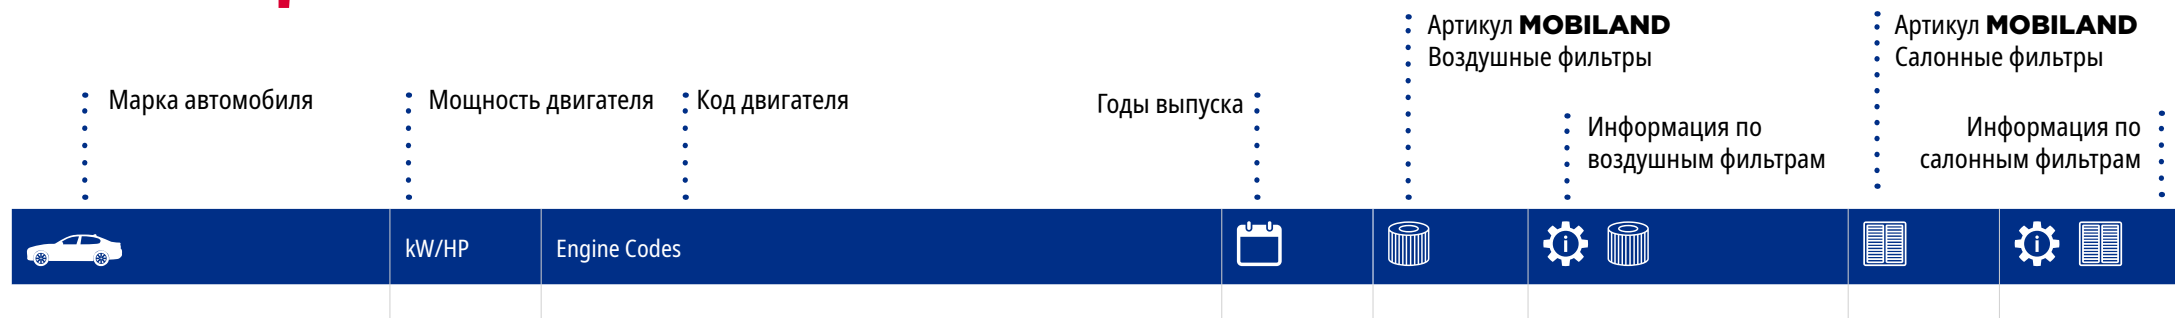 Артикул MOBILAND
Воздушные фильтры
Артикул MOBILAND
Салонные фильтры
Марка автомобиля
Мощность двигателя
Код двигателя
Годы выпуска
Информация по
воздушным фильтрам
Информация по
салонным фильтрам
kW/HP
Engine Codes